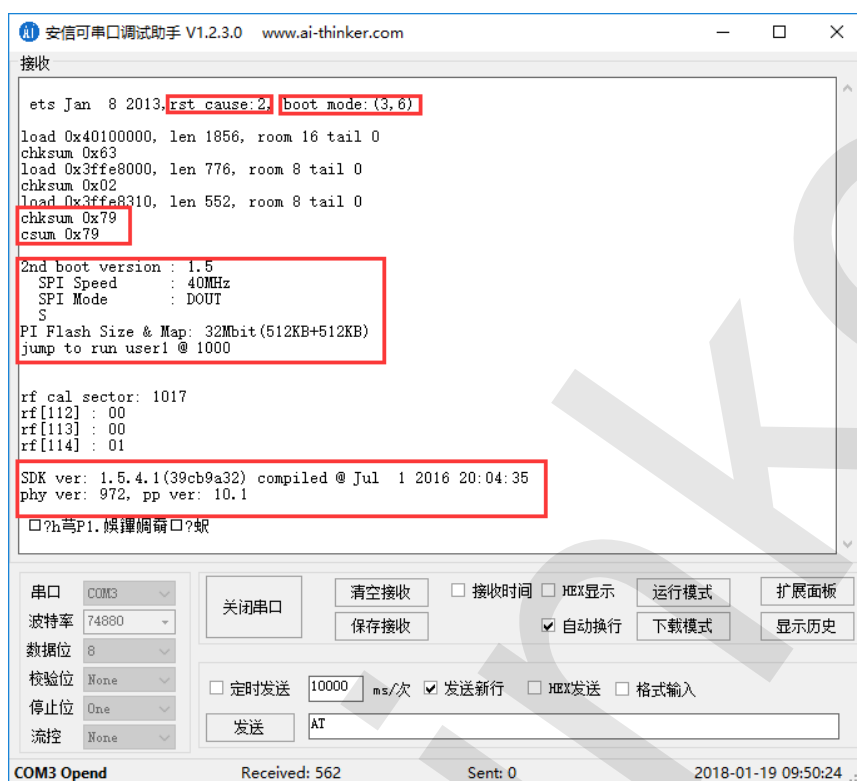 安信可串口调试助手 V1.2.3.0 www.ai-thinker.com
接收
ets Jan 8 2013,rst cause:2, boot mode:(3,6)
load 0x40100000, len 1856, room 16 tail 0
chksum 0x63
load 0x3ffe8000, len 776, room 8 tail 0
chksum 0x02
load 0x3ffe8310, len 552, room 8 tail 0
chksum 0x79
csum 0x79
2nd boot version : 1.5
SPI Speed : 40MHz
SPI Mode : DOUT
S
PI Flash Size & Map: 32Mbit(512KB+512KB)
jump to run user1 @ 1000
rf cal sector: 1017
rf[112] : 00
rf[113] : 00
rf[114] : 01
SDK ver: 1.5.4.1(39cb9a32) compiled @ Jul 1 2016 20:04:35
phy ver: 972, pp ver: 10.1
串口 COM3 关闭串口 清空接收 接收时间 HEX显示 运行模式 扩展面板
波特率 74880 保存接收 自动换行 下载模式 显示历史
数据位 8
校验位 None 定时发送 10000 ms/次 发送新行 HEX发送 格式输入
停止位 One 发送 AT
流控 None
COM3 Opend Received: 562 Sent: 0 2018-01-19 09:50:24